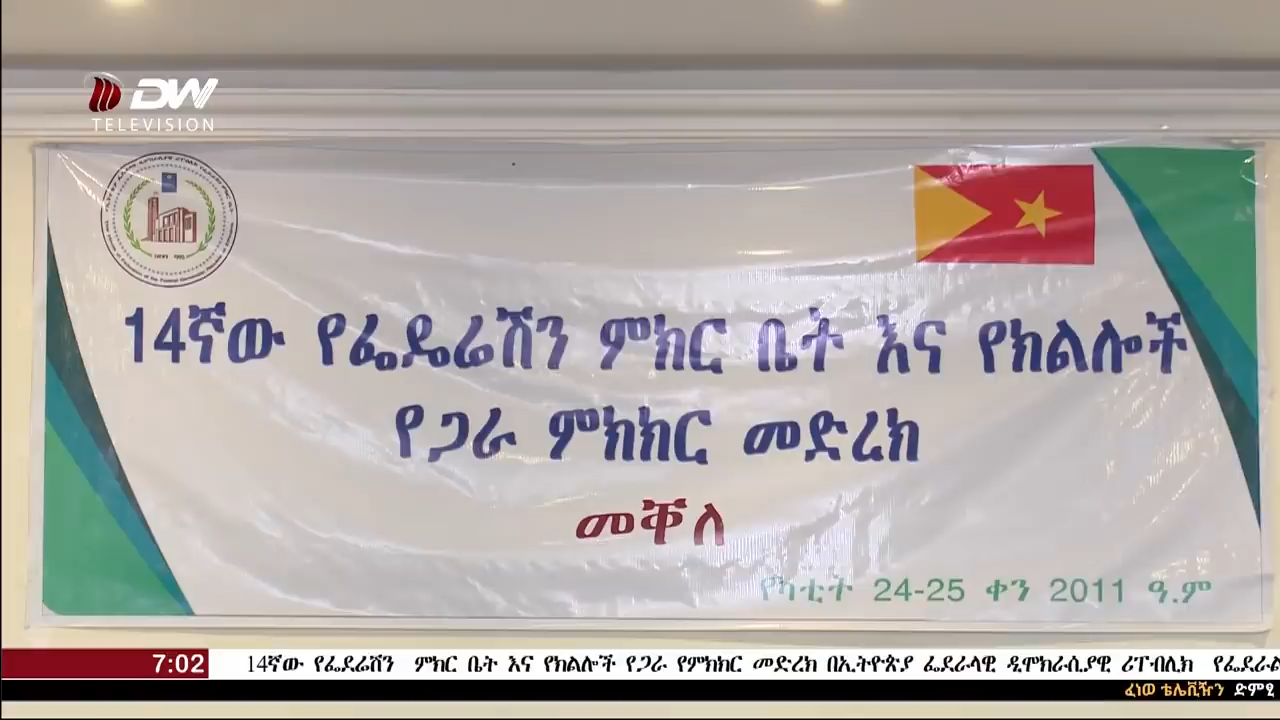 DW
TELEVISION
14ኛው የፌዴሬሽን ምክር ቤት እና የክልሎች
የጋራ ምክክር መድረክ
መቐለ
የካቲት 24-25 ቀን 2011 ዓ.ም
7:02 14ኛው የፌደሬሽን ምክር ቤት እና የክልሎች የጋራ የምክክር መድረክ በኢትዮጵያ ፌደራላዊ ዲሞክራሲያዊ ሪፐብሊክ
ፈነወ ቴሌቪዥን ድምፂ